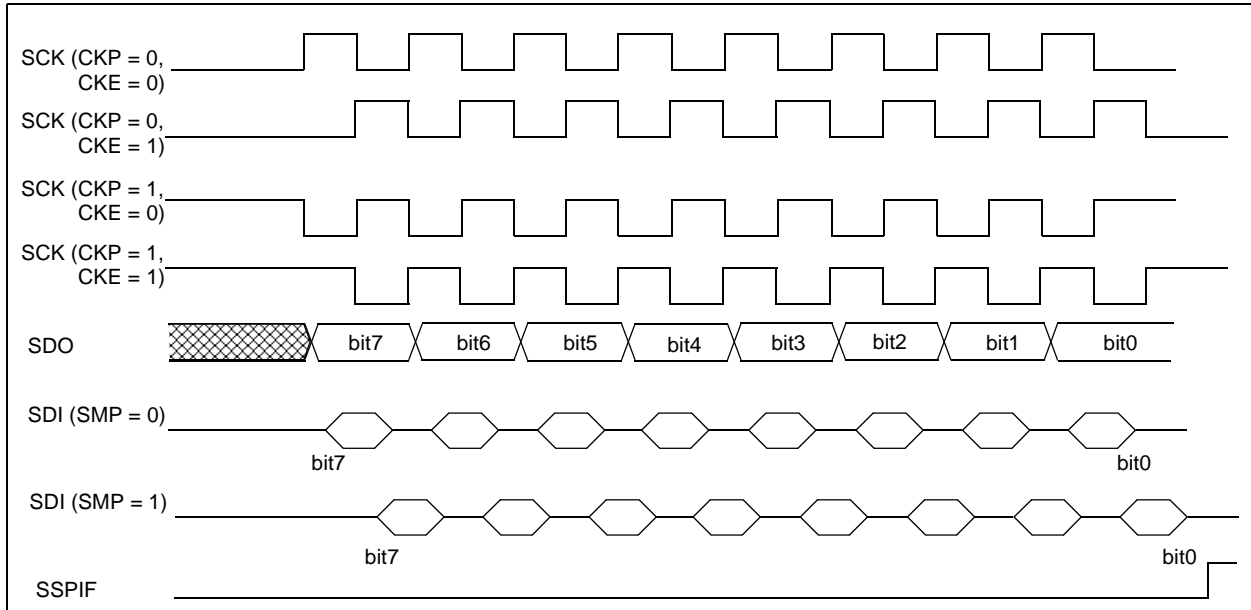 SCK (CKP = 0,
CKE = 0)
SCK (CKP = 0,
CKE = 1)
SCK (CKP = 1,
CKE = 0)
SCK (CKP = 1,
CKE = 1)
SDO bit7 bit6 bit5 bit4 bit3 bit2 bit1 bit0
SDI (SMP = 0)
bit7 bit0
SDI (SMP = 1)
bit7 bit0
SSPIF